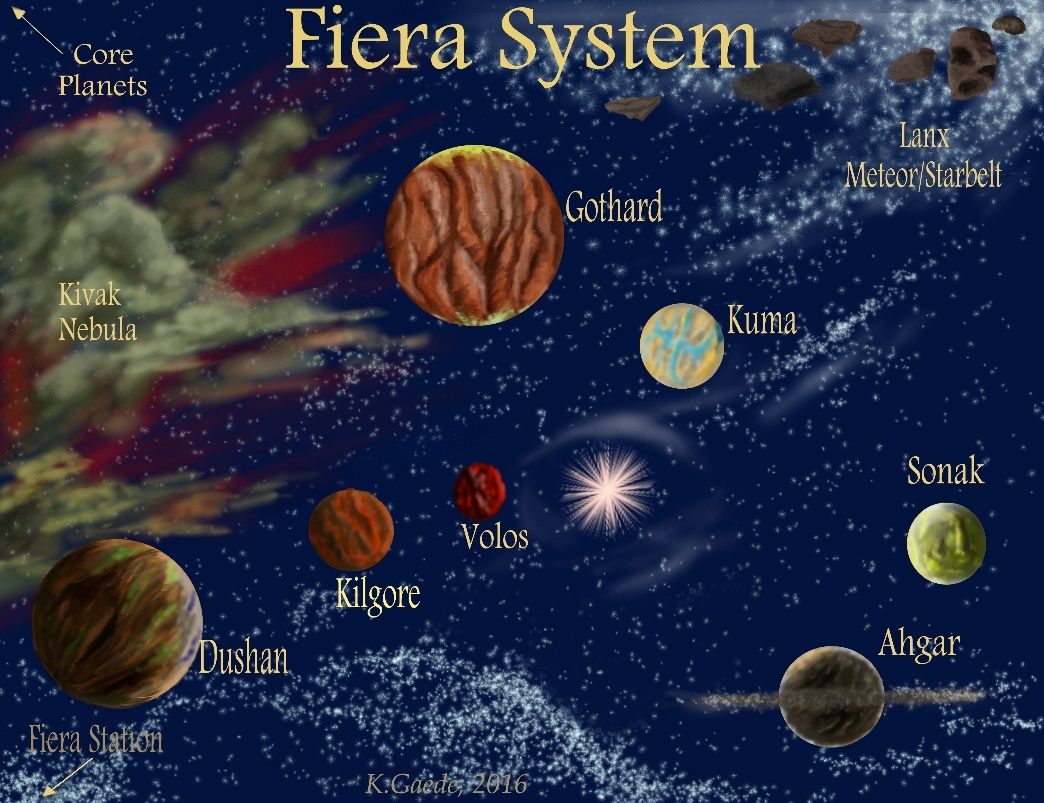 Fiera System
Core
Planets
Lanx
Meteor/Starbelt
Gothard
Kivak
Nebula
Kuma
Sonak
Volos
Kilgore
Ahgar
Dushan
Fiera Station
K.Gaede, 2016